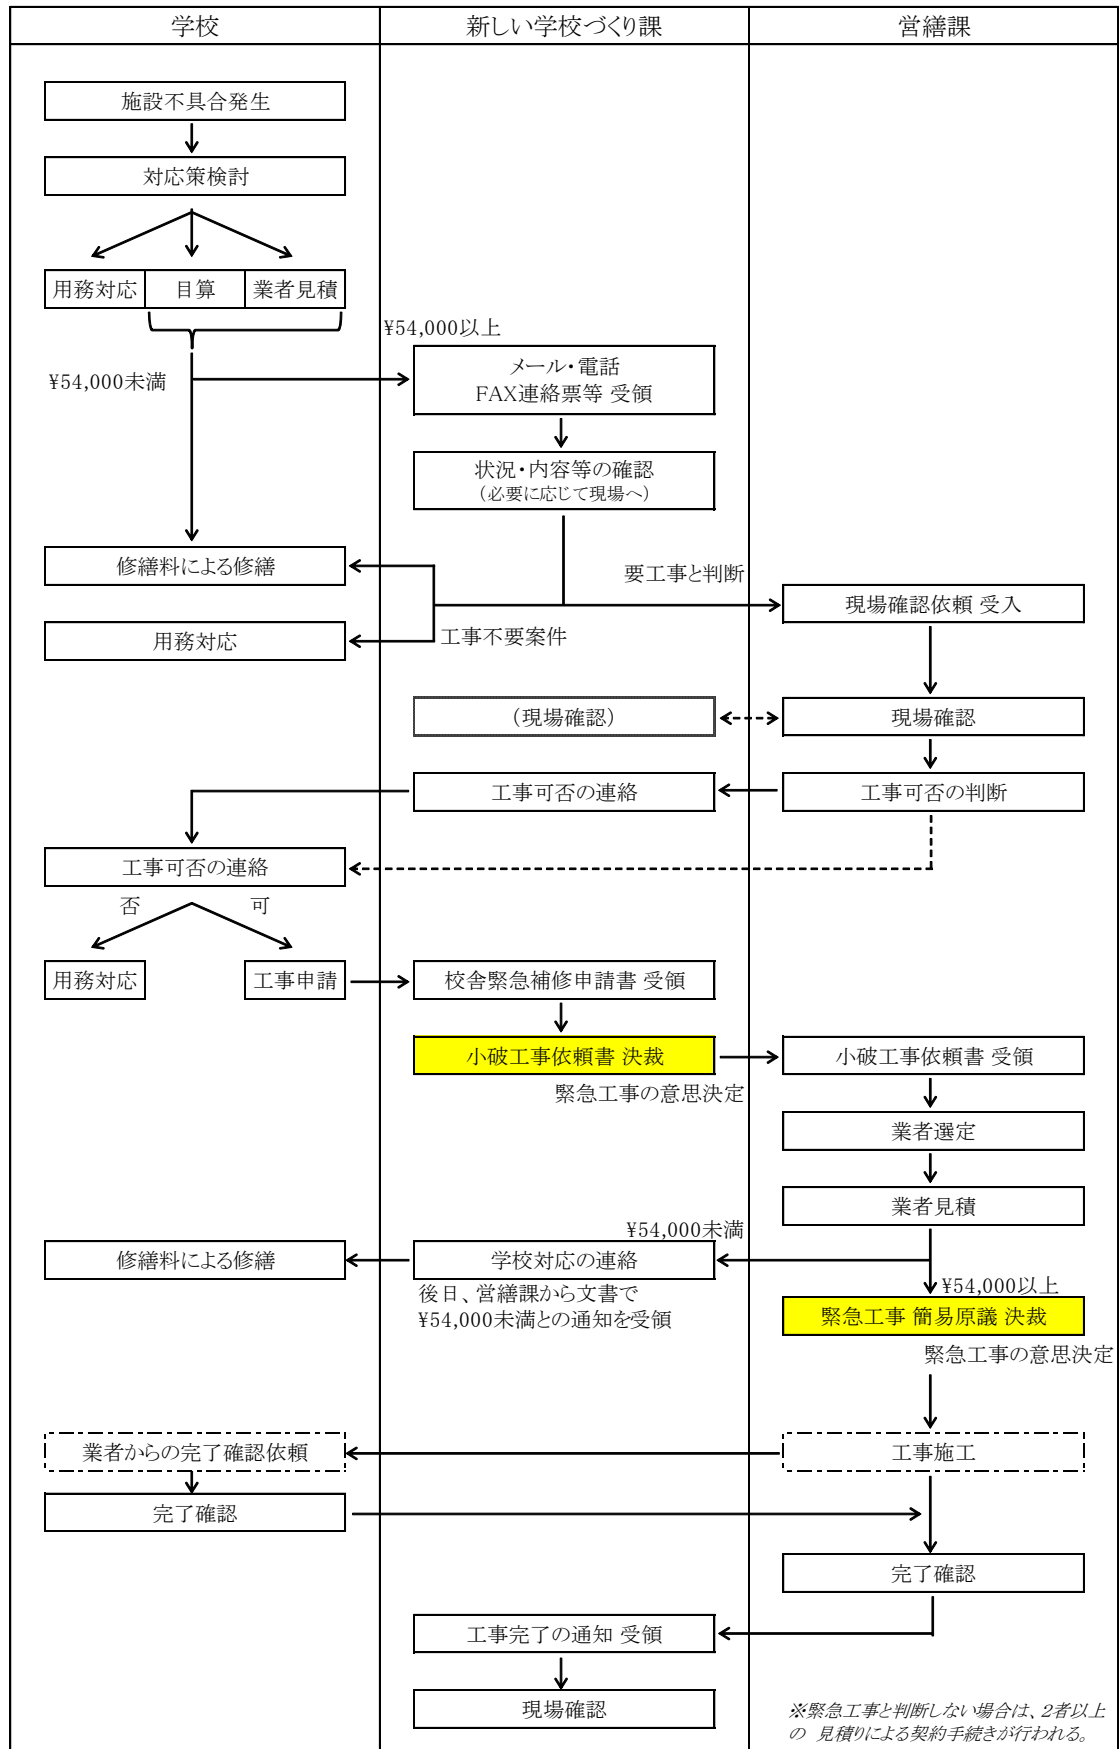 学校
新しい学校づくり課
営繕課
施設不具合発生
対応策検討
用務対応
目算
業者見積
¥54,000以上
¥54,000未満
メール・電話
FAX連絡票等 受領
状況・内容等の確認
（必要に応じて現場へ）
修繕料による修繕
要工事と判断
現場確認依頼 受入
用務対応
工事不要案件
（現場確認）
現場確認
工事可否の連絡
工事可否の判断
工事可否の連絡
否
可
用務対応
工事申請
校舎緊急補修申請書 受領
小破工事依頼書 決裁
小破工事依頼書 受領
緊急工事の意思決定
業者選定
業者見積
¥54,000未満
修繕料による修繕
学校対応の連絡
後日、営繕課から文書で
¥54,000未満との通知を受領
¥54,000以上
緊急工事 簡易原議 決裁
緊急工事の意思決定
業者からの完了確認依頼
工事施工
完了確認
完了確認
工事完了の通知 受領
現場確認
※緊急工事と判断しない場合は、2者以上
の 見積りによる契約手続きが行われる。